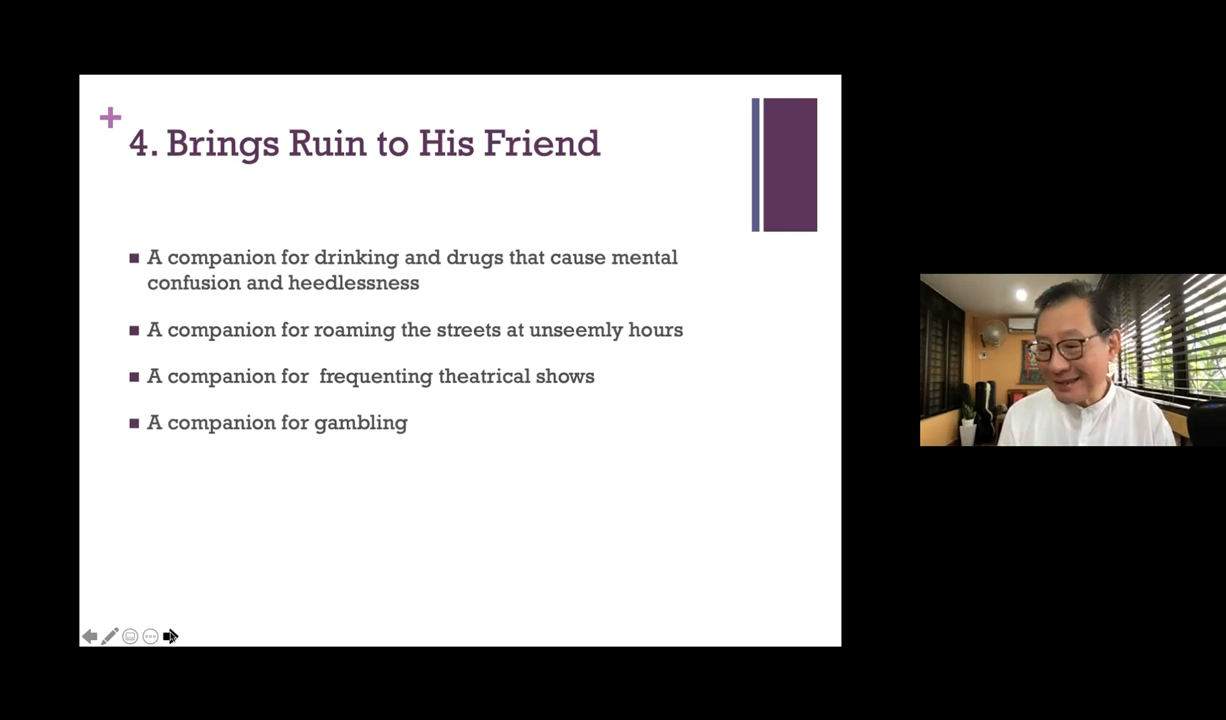 4. Brings Ruin to His Friend
A companion for drinking and drugs that cause mental
confusion and heedlessness
A companion for roaming the streets at unseemly hours
A companion for  frequenting theatrical shows
A companion for gambling